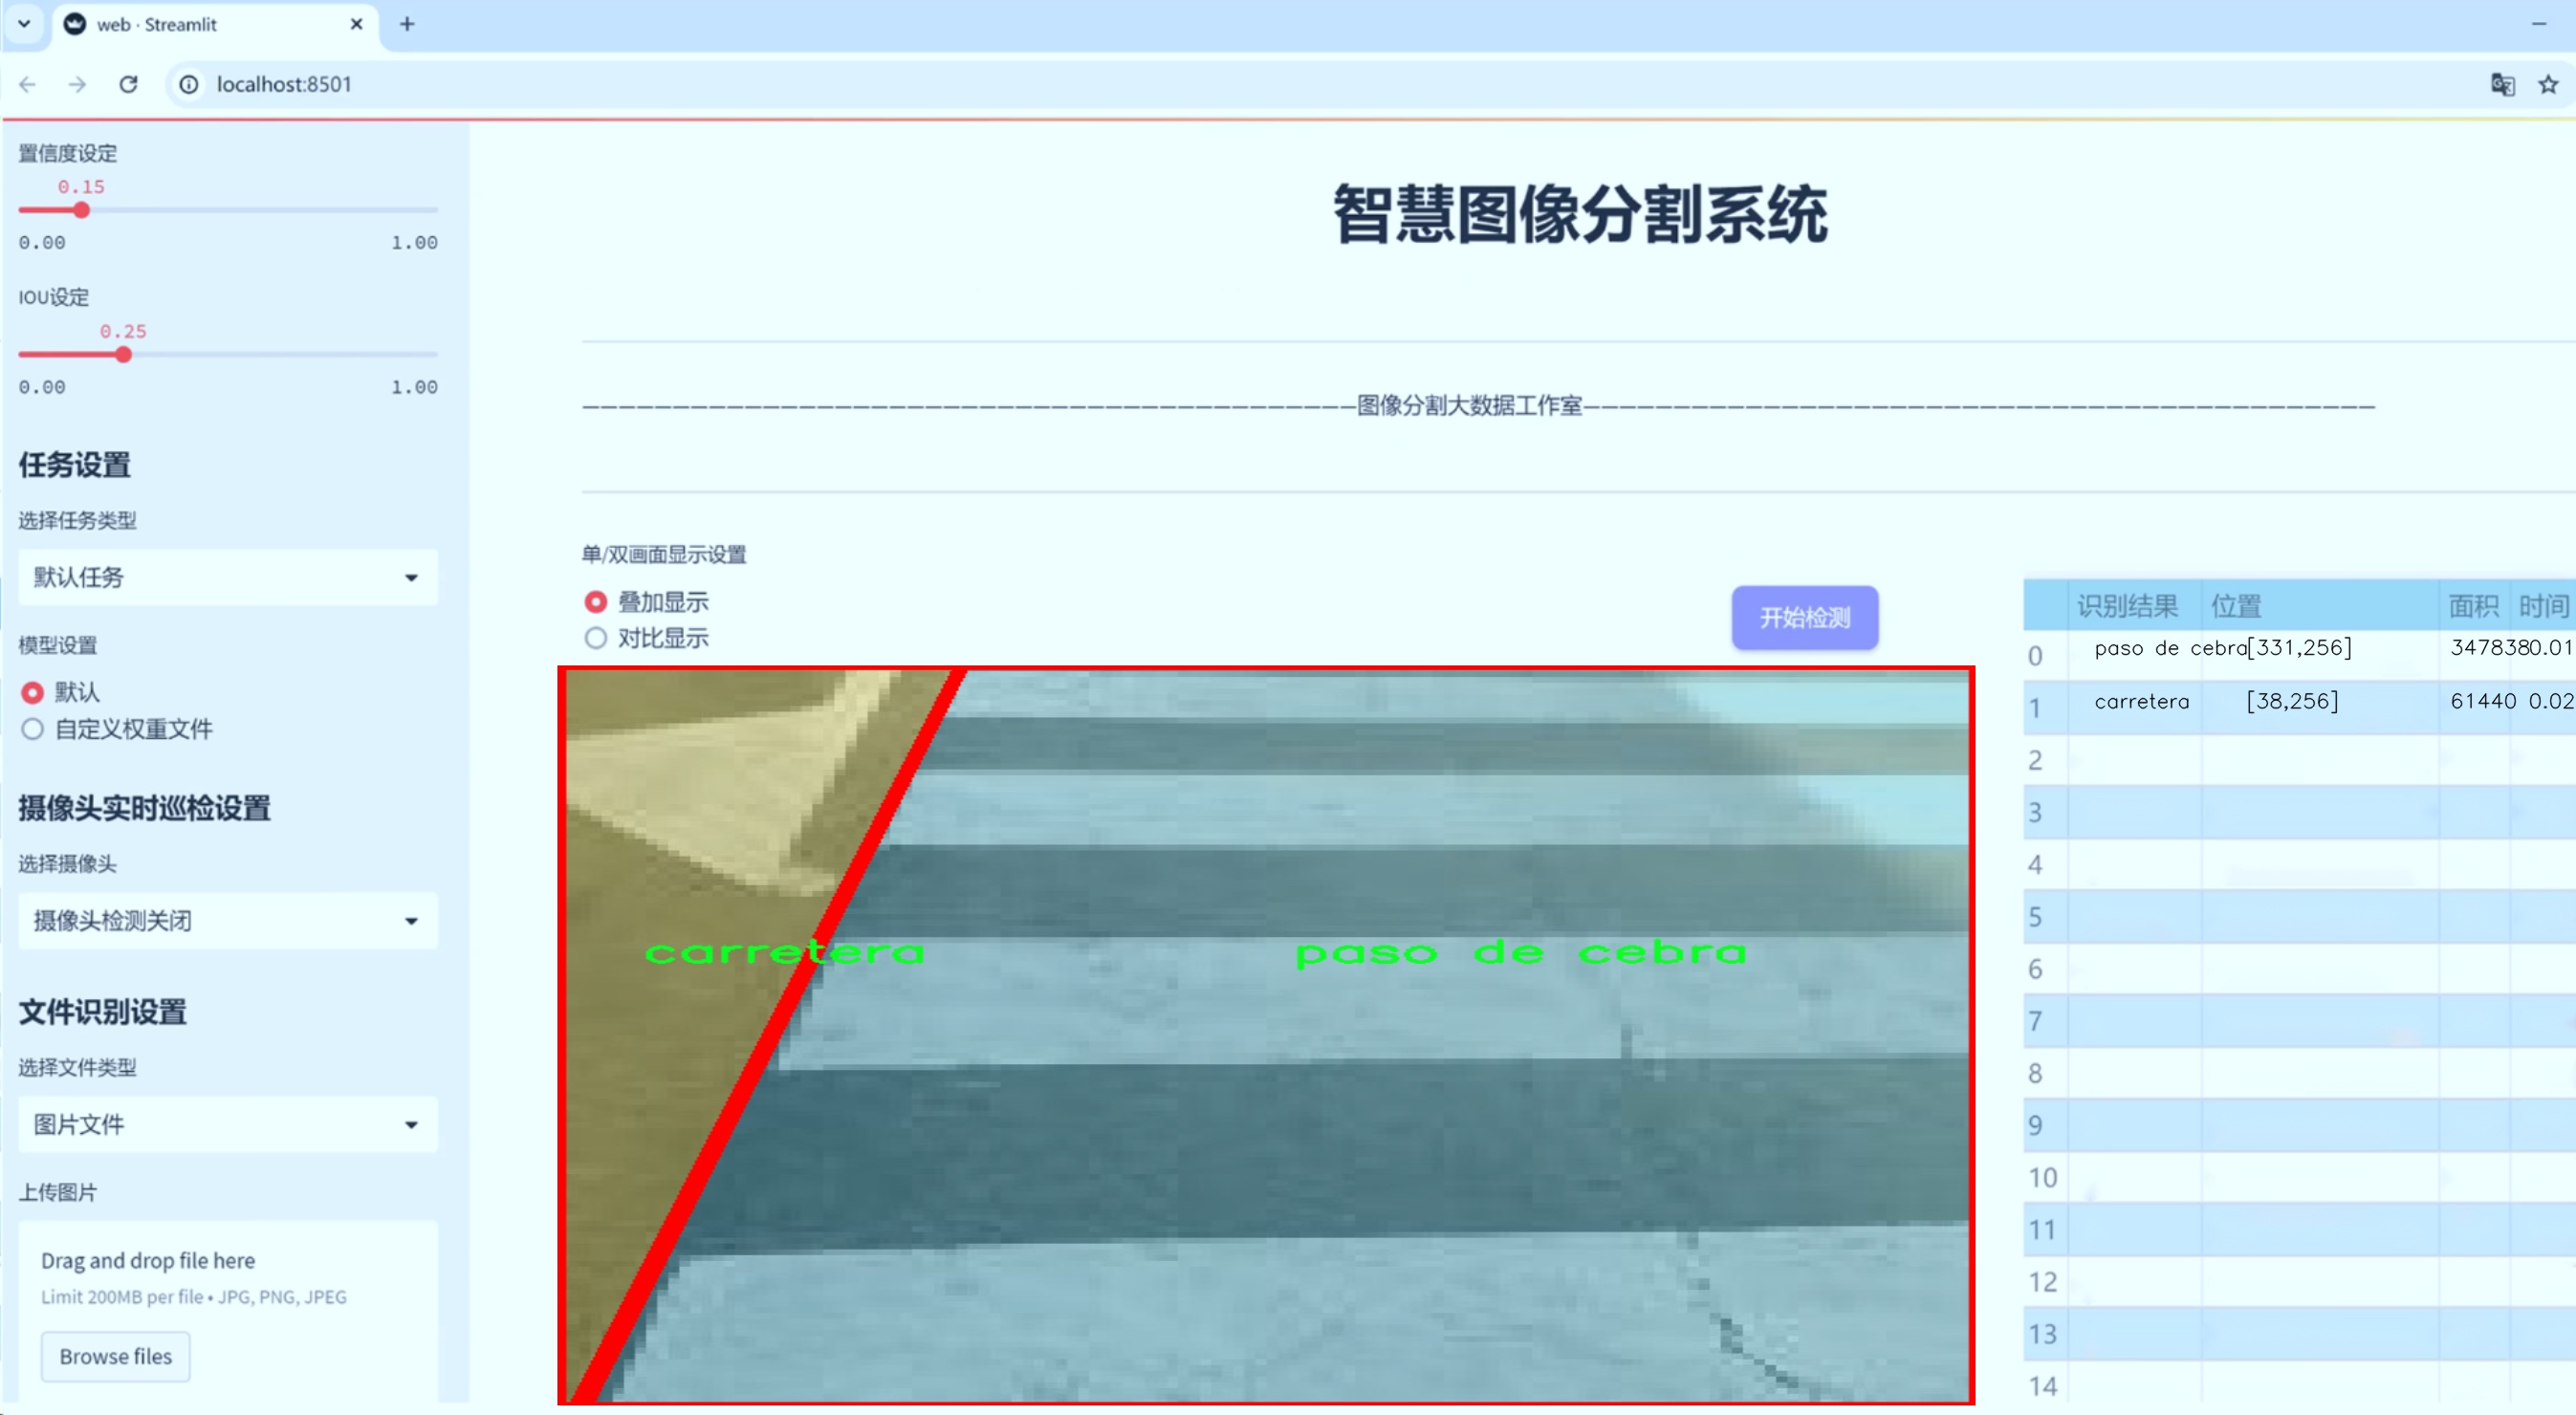 web · Streamlit
localhost:8501
置信度设定
0.15
0.00 1.00
IOU设定
0.25
0.00 1.00
任务设置
选择任务类型
默认任务
模型设置
默认
自定义权重文件
摄像头实时巡检设置
选择摄像头
摄像头检测关闭
文件识别设置
选择文件类型
图片文件
上传图片
Drag and drop file here
Limit 200MB per file • JPG, PNG, JPEG
Browse files
智慧图像分割系统
———————————————————————————————————————————图像分割大数据工作室————————————————————————————————————————————
单/双画面显示设置
叠加显示
对比显示
开始检测
carretera
paso de cebra
识别结果 位置 面积 时间
0 paso de cebra[331,256] 3478380.01
1 carretera [38,256] 61440 0.02
2
3
4
5
6
7
8
9
10
11
12
13
14